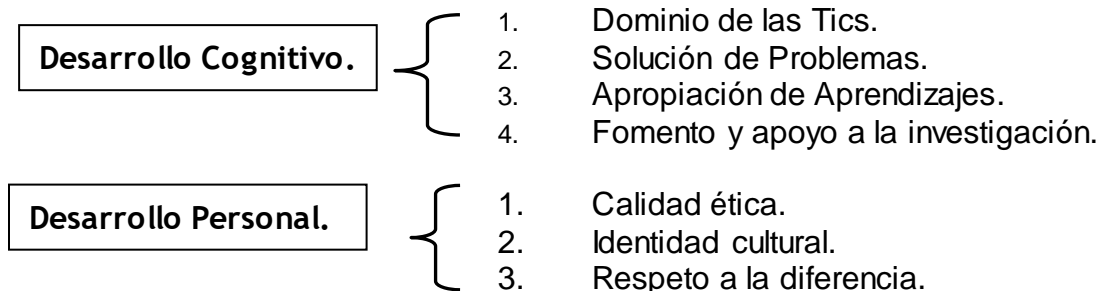 Desarrollo Cognitivo.
1. Dominio de las Tics.
2. Solución de Problemas.
3. Apropiación de Aprendizajes.
4. Fomento y apoyo a la investigación.
Desarrollo Personal.
1. Calidad ética.
2. Identidad cultural.
3. Respeto a la diferencia.